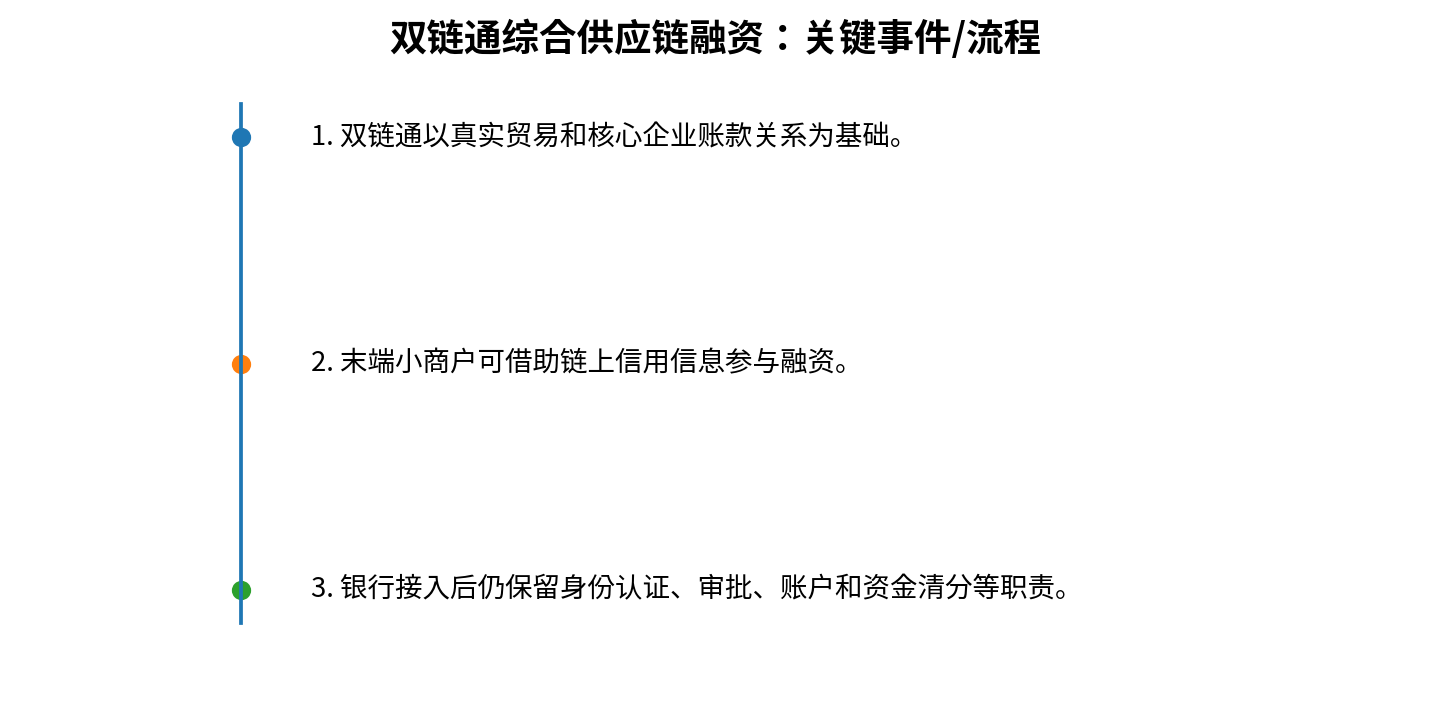 双链通综合供应链融资：关键事件/流程
1. 双链通以真实贸易和核心企业账款关系为基础。
2. 末端小商户可借助链上信用信息参与融资。
3. 银行接入后仍保留身份认证、审批、账户和资金清分等职责。